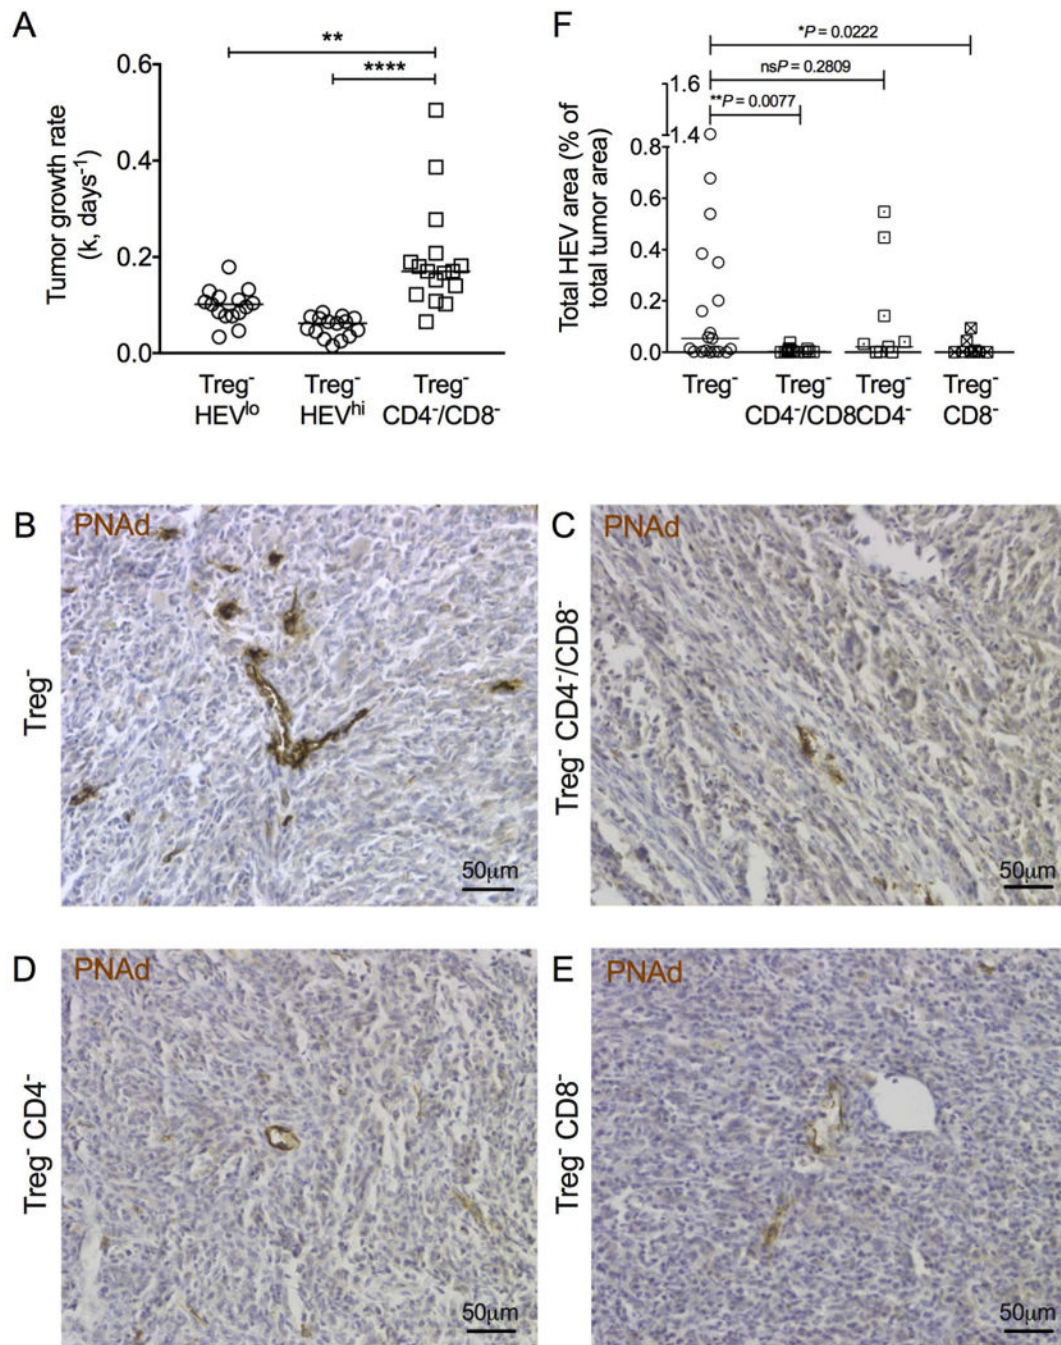 A
**
****
0.6
0.4
0.2
0.0
Tumor growth rate
(k, days⁻¹)
Treg⁻
HEVˡᵒ
Treg⁻
HEVʰⁱ
Treg⁻
CD4⁻/CD8⁻
F
*P = 0.0222
nsP = 0.2809
**P = 0.0077
1.6
1.4
0.8
0.6
0.4
0.2
0.0
Total HEV area (% of
total tumor area)
Treg⁻
Treg⁻
CD4⁻/CD8
Treg⁻
CD4⁻
Treg⁻
CD8⁻
B
PNAd
Treg⁻
50μm
C
PNAd
Treg⁻ CD4⁻/CD8⁻
50μm
D
PNAd
Treg⁻ CD4⁻
50μm
E
PNAd
Treg⁻ CD8⁻
50μm